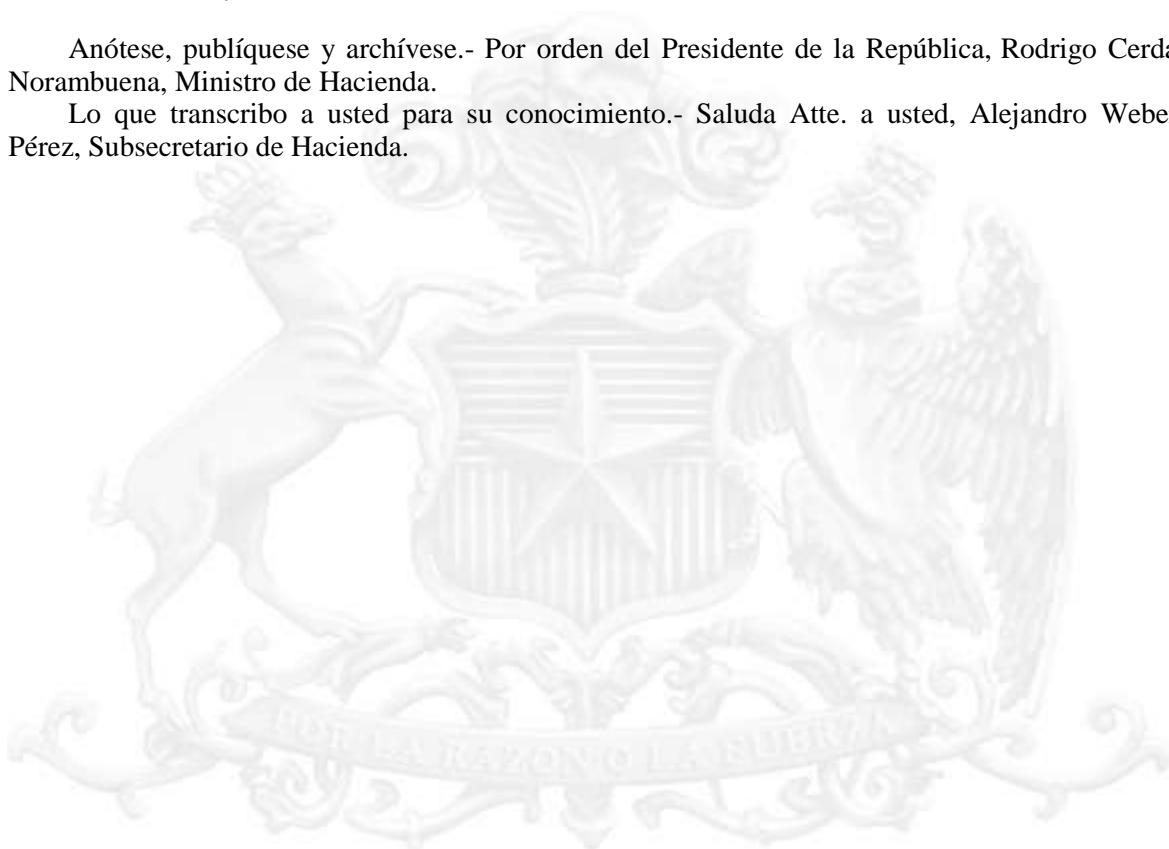 Anótese, publíquese y archívese.- Por orden del Presidente de la República, Rodrigo Cerda
Norambuena, Ministro de Hacienda.
Lo que transcribo a usted para su conocimiento.- Saluda Atte. a usted, Alejandro Webe
Pérez, Subsecretario de Hacienda.
POR LA RAZON O LA FUERZA